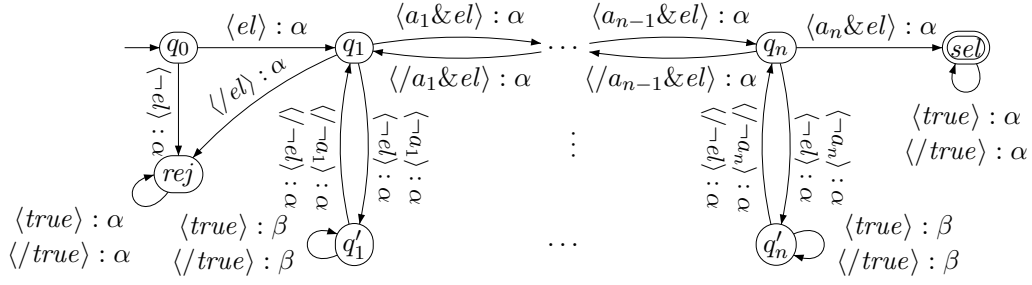 ⟨a₁&el⟩ : α
⟨aₙ₋₁&el⟩ : α
⟨el⟩ : α
⟨aₙ&el⟩ : α
q₀
q₁
· · ·
qₙ
sel
⟨/a₁&el⟩ : α
⟨/aₙ₋₁&el⟩ : α
⟨/el⟩ : α
⟨¬el⟩ : α
⟨/¬el⟩ : α
⟨/¬a₁⟩ : α
⟨¬el⟩ : α
⟨¬a₁⟩ : α
⋮
⟨/¬el⟩ : α
⟨/¬aₙ⟩ : α
⟨¬el⟩ : α
⟨¬aₙ⟩ : α
⟨true⟩ : α
⟨/true⟩ : α
rej
⟨true⟩ : α
⟨/true⟩ : α
⟨true⟩ : β
⟨/true⟩ : β
q′₁
· · ·
q′ₙ
⟨true⟩ : β
⟨/true⟩ : β